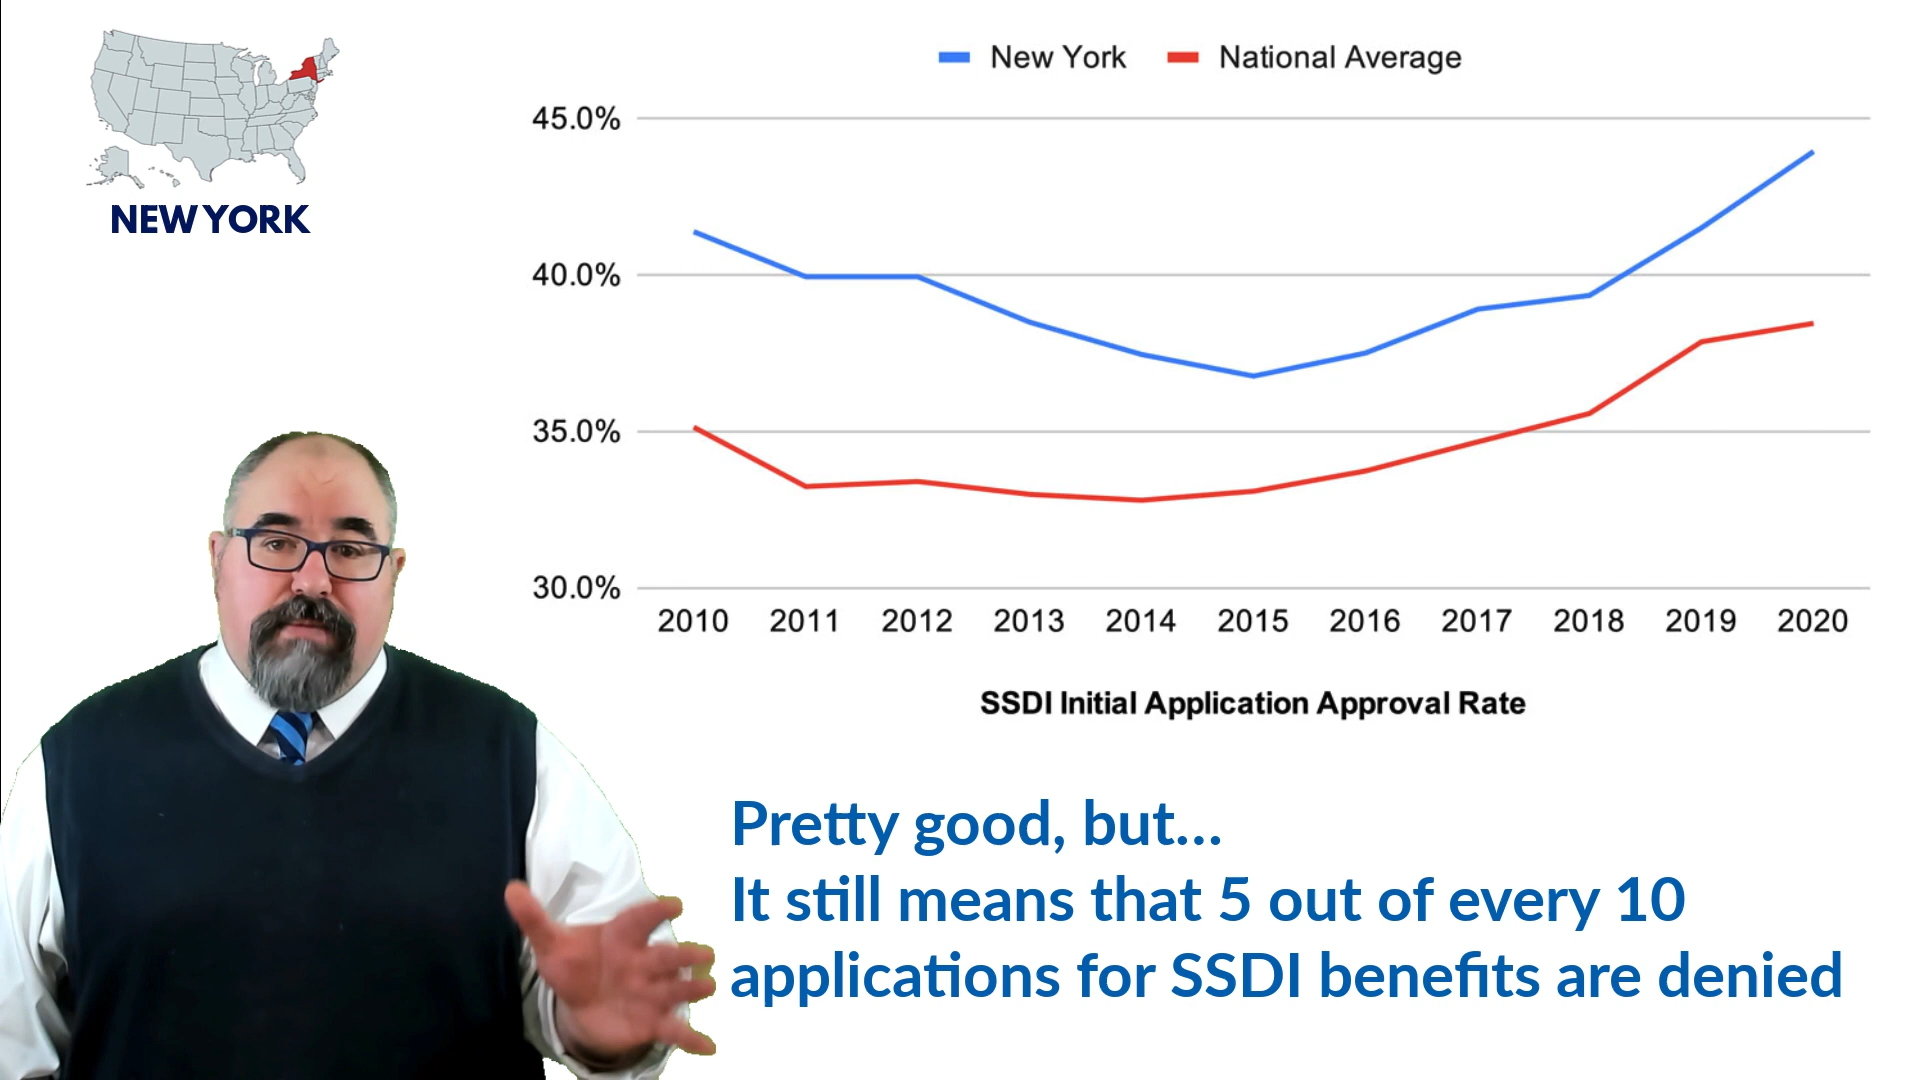 NEW YORK
New York National Average
45.0%
40.0%
35.0%
30.0%
2010 2011 2012 2013 2014 2015 2016 2017 2018 2019 2020
SSDI Initial Application Approval Rate
Pretty good, but...
It still means that 5 out of every 10
applications for SSDI benefits are denied